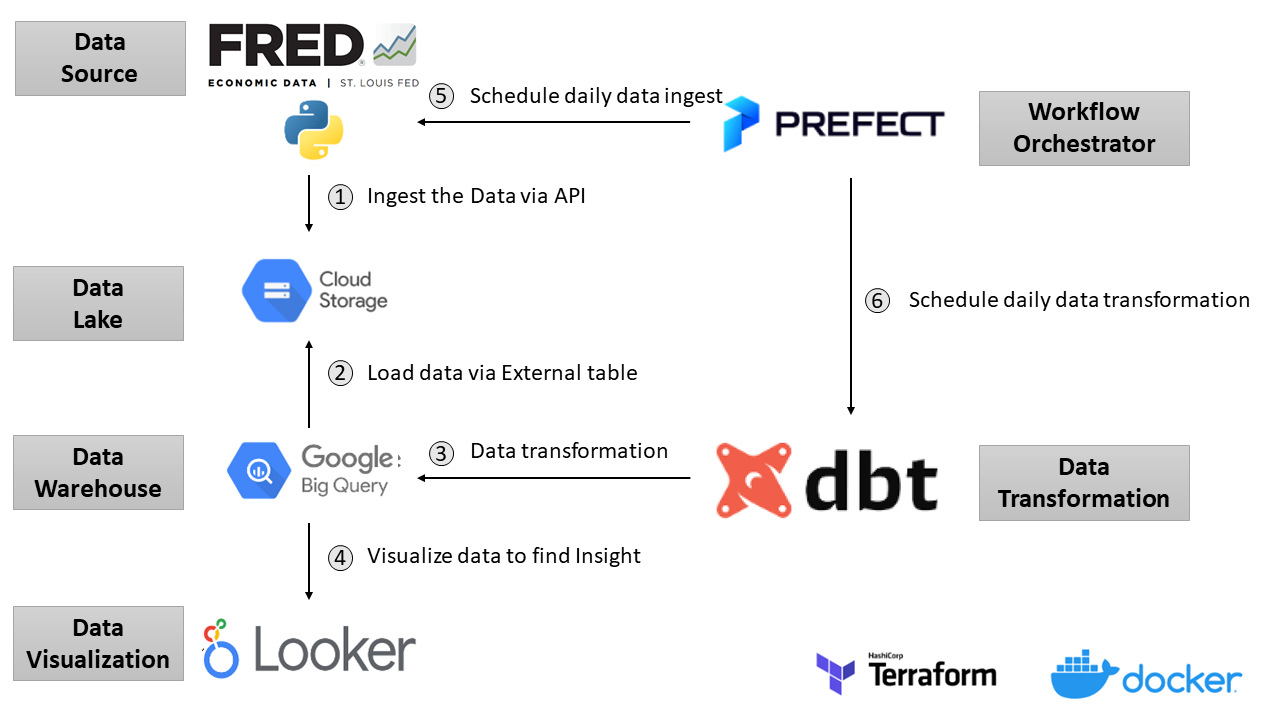 Data
Source
FRED
ECONOMIC DATA | ST. LOUIS FED
5 Schedule daily data ingest
PREFECT
Workflow
Orchestrator
1 Ingest the Data via API
Data
Lake
Cloud
Storage
6 Schedule daily data transformation
2 Load data via External table
Data
Warehouse
Google
Big Query
3 Data transformation
dbt
Data
Transformation
4 Visualize data to find Insight
Data
Visualization
Looker
HashiCorp
Terraform
docker